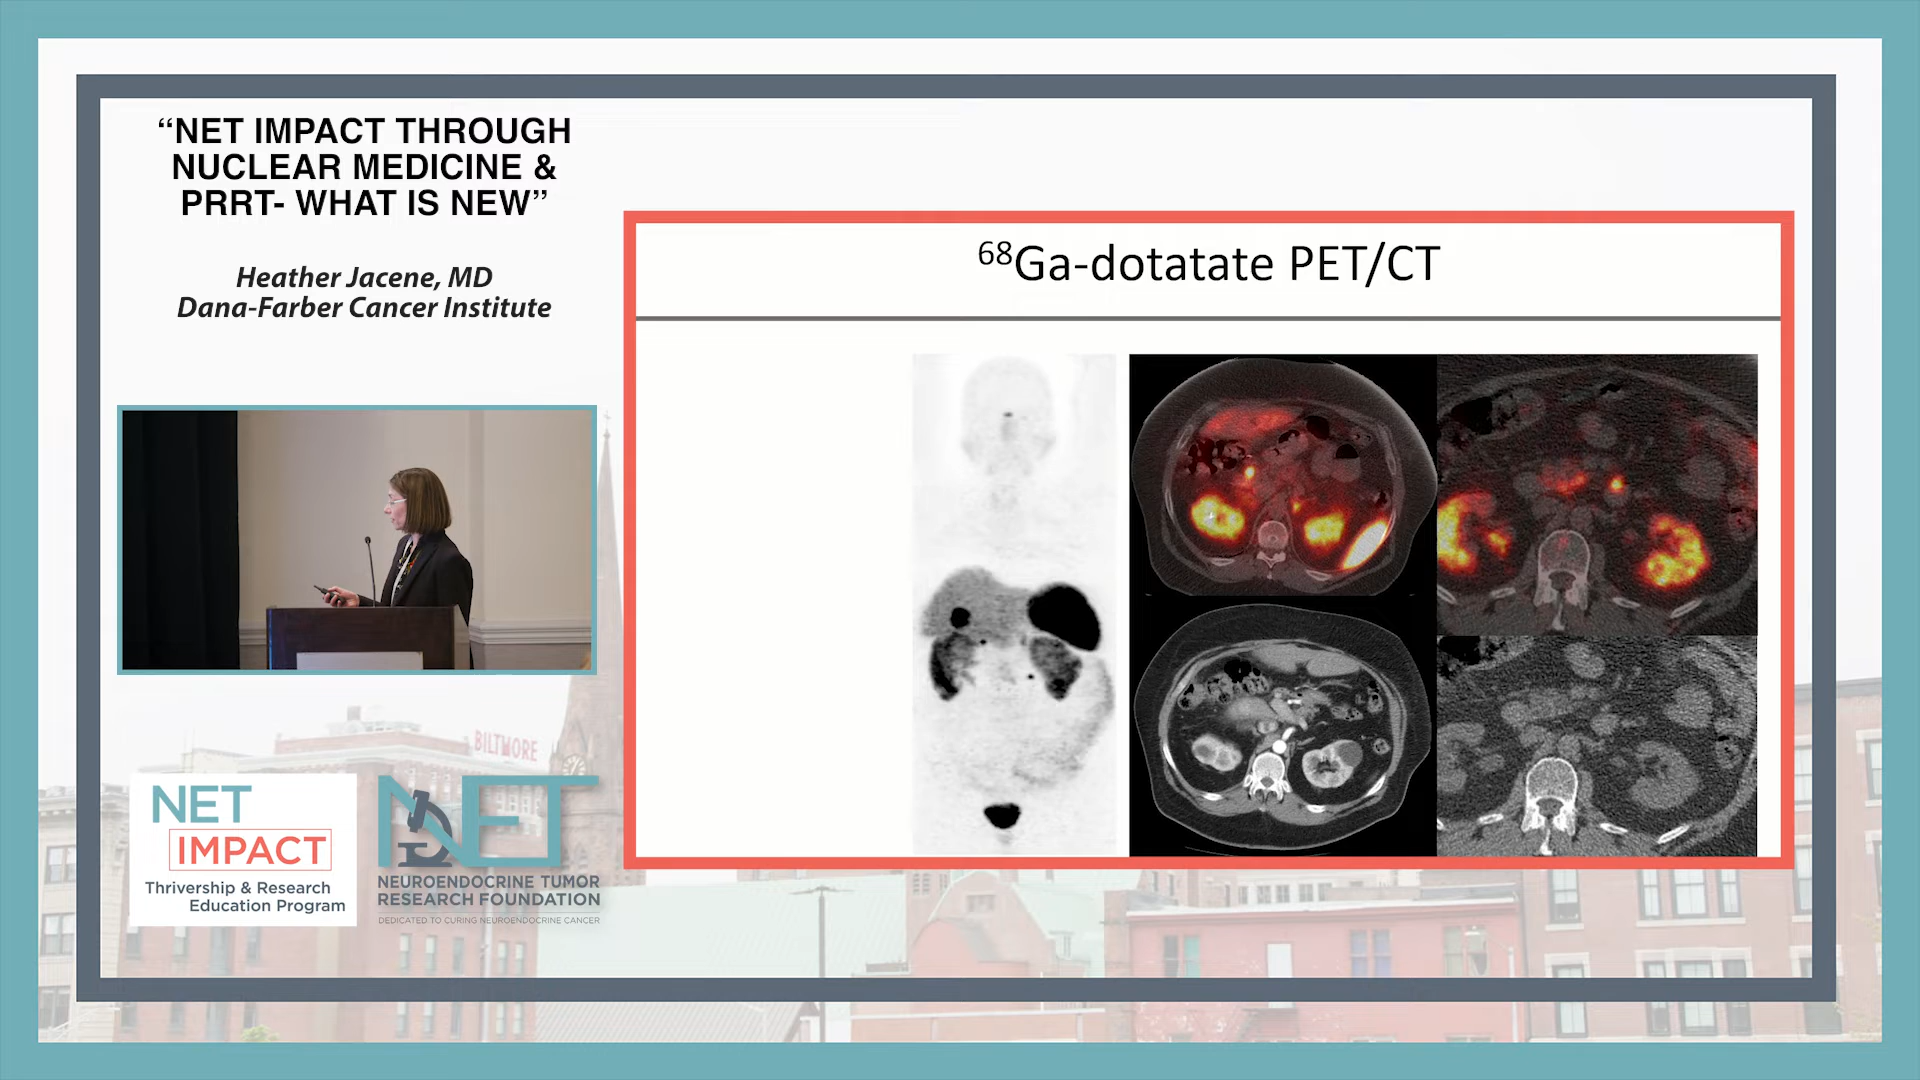 “NET IMPACT THROUGH
NUCLEAR MEDICINE &
PRRT- WHAT IS NEW”
Heather Jacene, MD
Dana-Farber Cancer Institute
⁶⁸Ga-dotatate PET/CT
BILTMORE
NET
IMPACT
Thrivership & Research
Education Program
NET
NEUROENDOCRINE TUMOR
RESEARCH FOUNDATION
DEDICATED TO CURING NEUROENDOCRINE CANCER